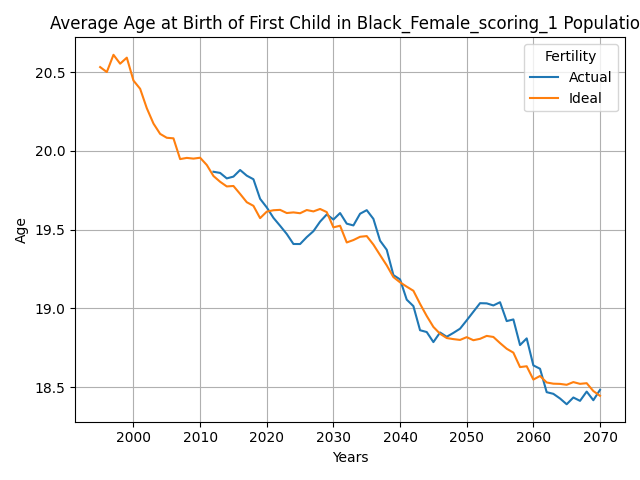 Average Age at Birth of First Child in Black_Female_scoring_1 Populatio
Fertility
Actual
Ideal
20.5
20.0
19.5
19.0
18.5
Age
2000 2010 2020 2030 2040 2050 2060 2070
Years